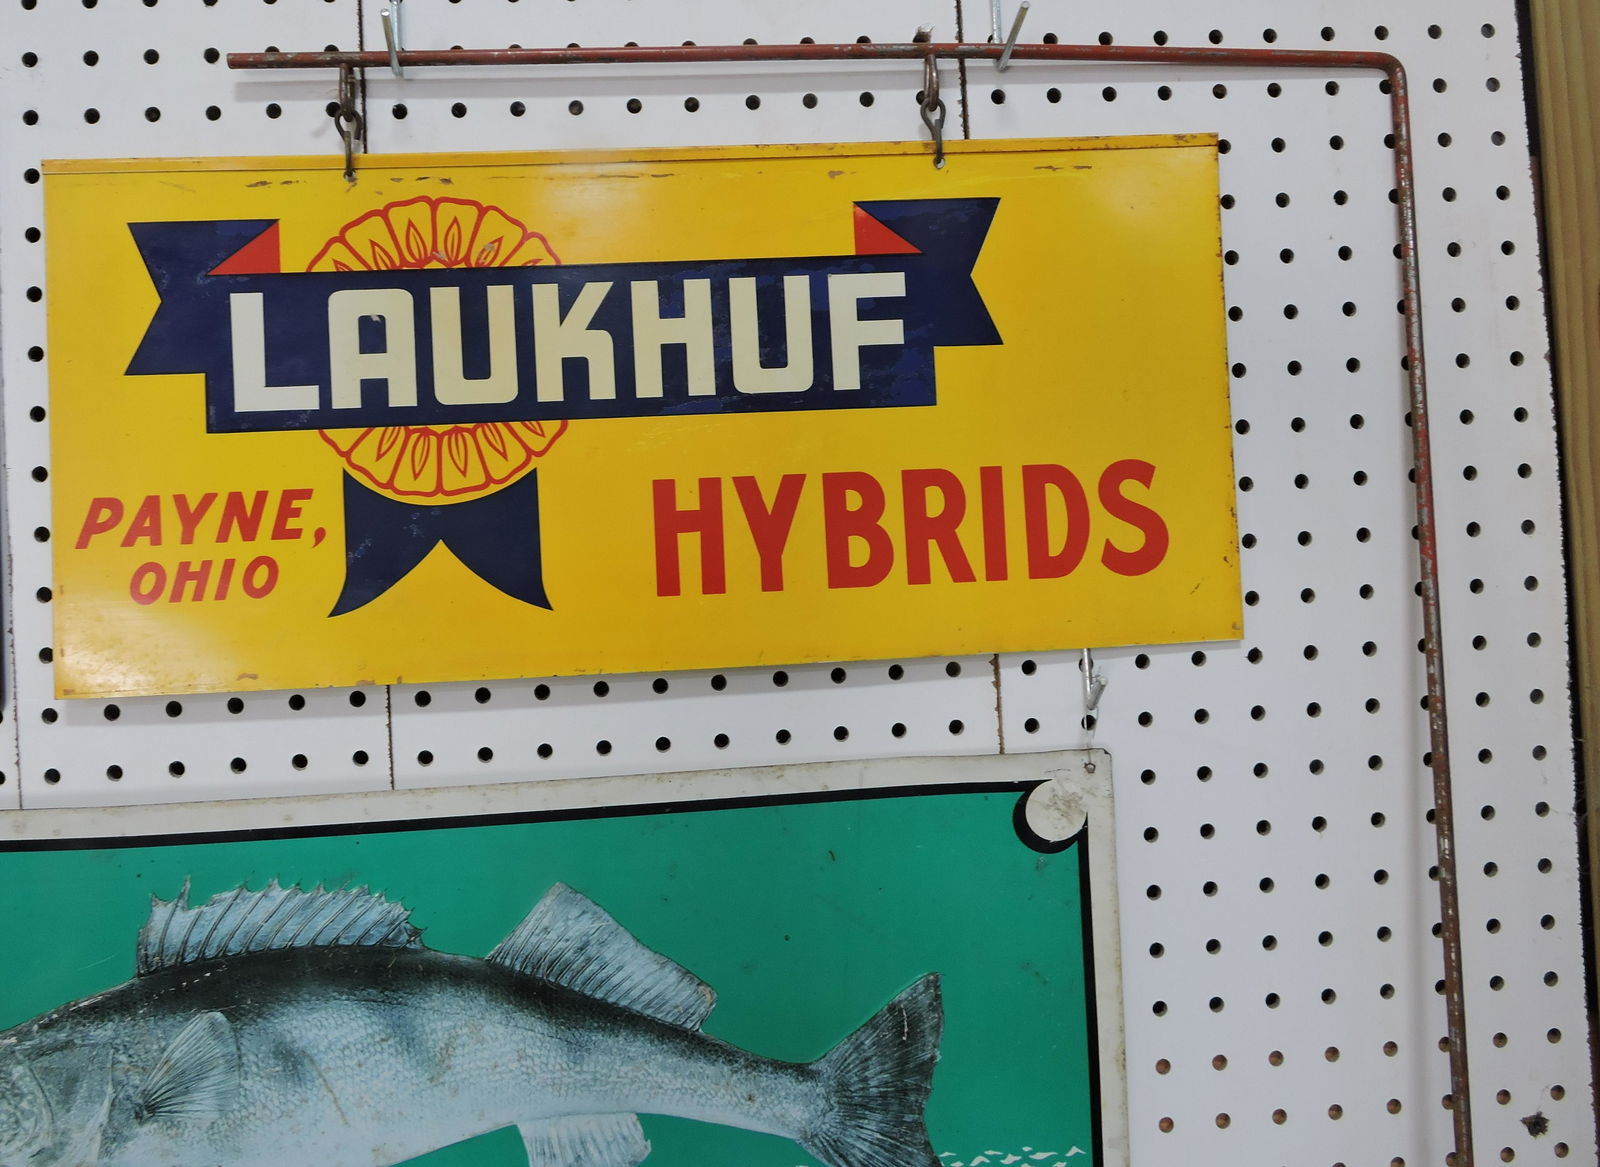 LAUKHUF
PAYNE,
OHIO
HYBRIDS